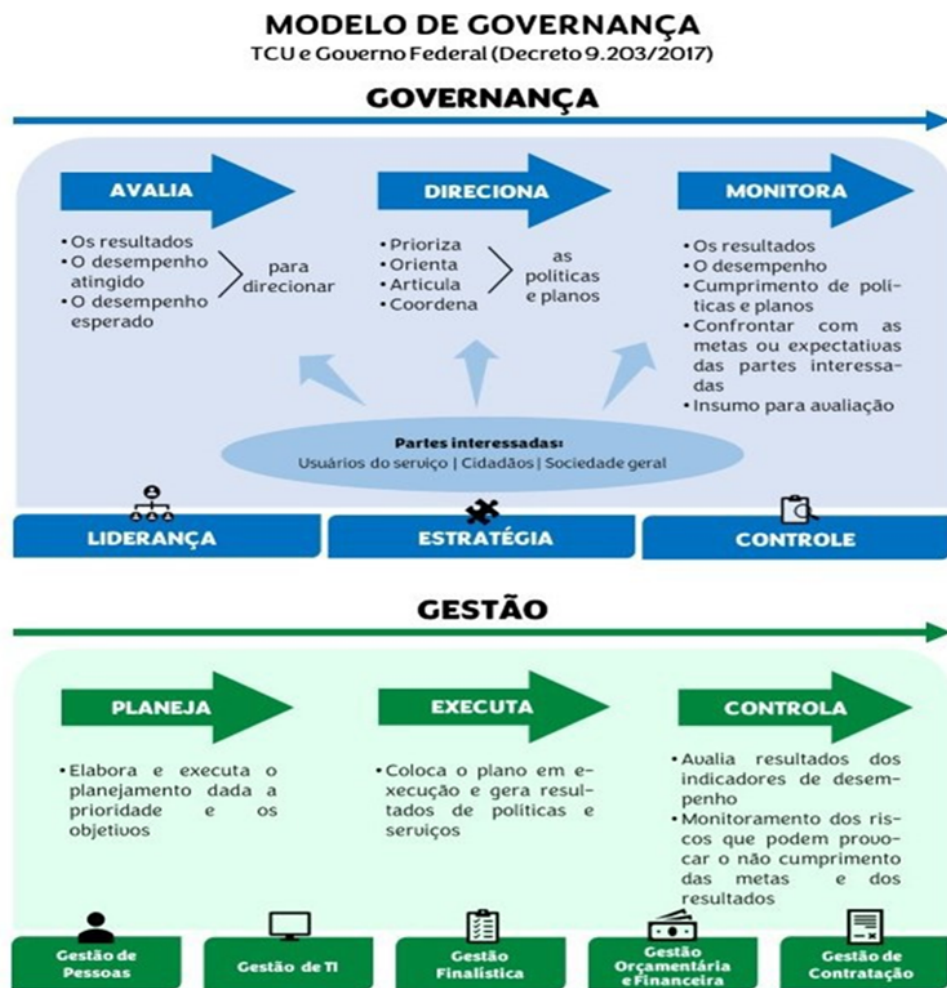 MODELO DE GOVERNANÇA
TCU e Governo Federal (Decreto 9.203/2017)
GOVERNANÇA
AVALIA
• Os resultados
• O desempenho
atingido
• O desempenho
esperado
para
direcionar
DIRECIONA
• Prioriza
• Orienta
• Articula
• Coordena
as
políticas
e planos
MONITORA
• Os resultados
• O desempenho
• Cumprimento de polí-
ticas e planos
• Confrontar com as
metas ou expectativas
das partes interessa-
das
• Insumo para avaliação
Partes interessadas:
Usuários do serviço | Cidadãos | Sociedade geral
LIDERANÇA
ESTRATÉGIA
CONTROLE
GESTÃO
PLANEJA
• Elabora e executa o
planejamento dada a
prioridade e os
objetivos
EXECUTA
• Coloca o plano em e-
xecução e gera resul-
tados de políticas e
serviços
CONTROLA
• Avalia resultados dos
indicadores de desem-
penho
• Monitoramento dos ris-
cos que podem provo-
car o não cumprimento
das metas e dos
resultados
Gestão de
Pessoas
Gestão de TI
Gestão
Finalística
Gestão
Orçamentária
e Financeira
Gestão de
Contratação